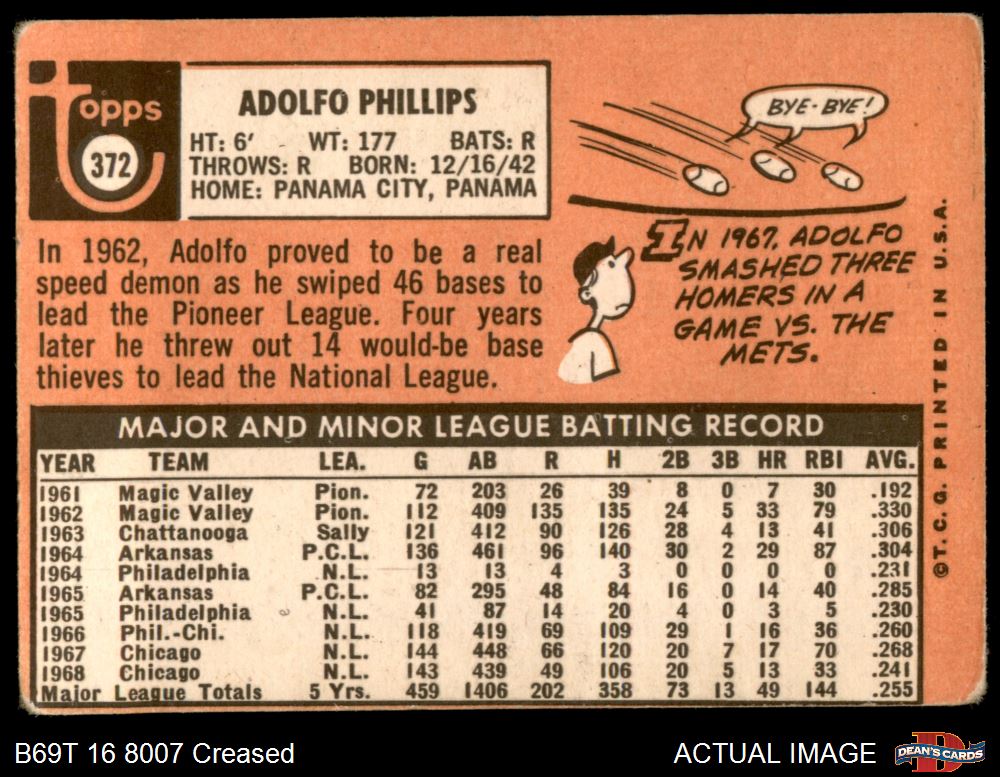 Topps
372
ADOLFO PHILLIPS
HT: 6' WT: 177 BATS: R
THROWS: R BORN: 12/16/42
HOME: PANAMA CITY, PANAMA
BYE-BYE!
In 1962, Adolfo proved to be a real
speed demon as he swiped 46 bases to
lead the Pioneer League. Four years
later he threw out 14 would-be base
thieves to lead the National League.
IN 1967, ADOLFO
SMASHED THREE
HOMERS IN A
GAME VS. THE
METS.
©T. C. G. PRINTED IN U.S.A.
MAJOR AND MINOR LEAGUE BATTING RECORD
YEAR TEAM LEA. G AB R H 2B 3B HR RBI AVG.
1961 Magic Valley Pion. 72 203 26 39 8 0 7 30 .192
1962 Magic Valley Pion. 112 409 135 135 24 5 33 79 .330
1963 Chattanooga Sally 121 412 90 126 28 4 13 41 .306
1964 Arkansas P.C.L. 136 461 96 140 30 2 29 87 .304
1964 Philadelphia N.L. 13 13 4 3 0 0 0 0 .231
1965 Arkansas P.C.L. 82 295 48 84 16 0 14 40 .285
1965 Philadelphia N.L. 41 87 14 20 4 0 3 5 .230
1966 Phil.-Chi. N.L. 118 419 69 109 29 1 16 36 .260
1967 Chicago N.L. 144 448 66 120 20 7 17 70 .268
1968 Chicago N.L. 143 439 49 106 20 5 13 33 .241
Major League Totals 5 Yrs. 459 1406 202 358 73 13 49 144 .255
B69T 16 8007 Creased
ACTUAL IMAGE
DEAN'S CARDS